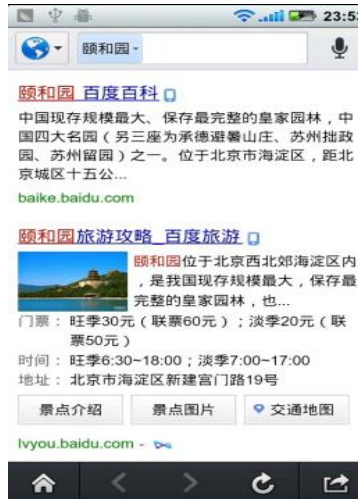 23:53
颐和园
颐和园_百度百科
中国现存规模最大、保存最完整的皇家园林，中
国四大名园（另三座为承德避暑山庄、苏州拙政
园、苏州留园）之一。位于北京市海淀区，距北
京城区十五公...
baike.baidu.com
颐和园旅游攻略_百度旅游
颐和园位于北京西北郊海淀区内
，是我国现存规模最大，保存最
完整的皇家园林，也...
门票： 旺季30元（联票60元）；淡季20元（联
票50元）
时间： 旺季6:30~18:00；淡季7:00~17:00
地址： 北京市海淀区新建宫门路19号
景点介绍 景点图片 交通地图
lvyou.baidu.com -